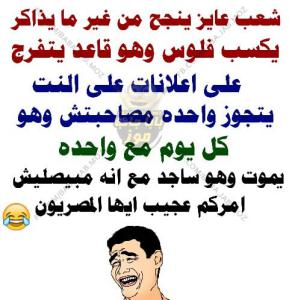 شعب عايز ينجح من غير ما يذاكر
يكسب فلوس وهو قاعد يتفرج
على اعلانات على النت
يتجوز واحده مصاحبتش وهو
كل يوم مع واحده
يموت وهو ساجد مع انه مبيصليش
امركم عجيب ايها المصريون